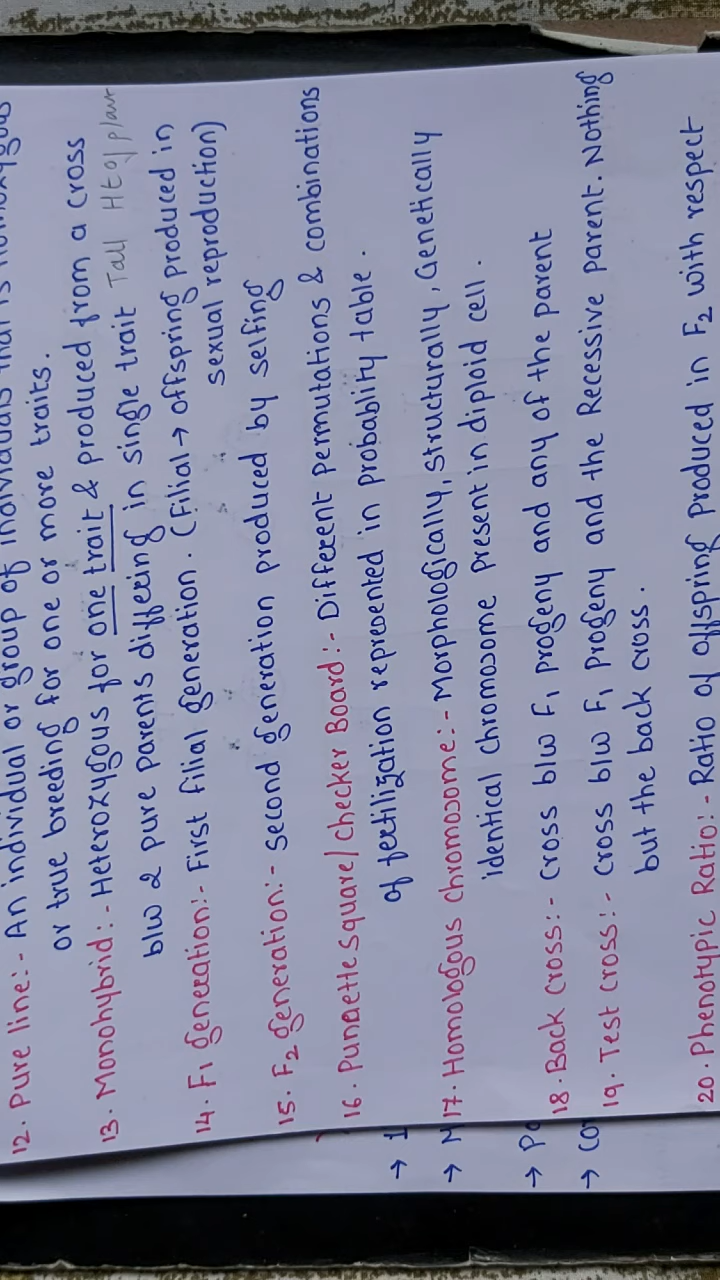 12. Pure line:- An individual or group of individuals that is homozygous
or true breeding for one or more traits.
13. Monohybrid:- Heterozygous for one trait & produced from a cross
b/w 2 pure parents differing in single trait Tall Ht of plant
14. F1 generation:- First filial generation. (Filial → offspring produced in
sexual reproduction)
15. F2 generation:- second generation produced by selfing
16. Punnette square/ Checker Board:- Different permutations & combinations
of fertilization represented in probability table.
17. Homologous chromosome:- Morphologically, structurally, Genetically
identical chromosome present in diploid cell.
18. Back cross:- cross b/w F1 progeny and any of the parent
19. Test cross:- cross b/w F1 progeny and the Recessive parent. Nothing
but the back cross.
20. Phenotypic Ratio:- Ratio of offspring produced in F2 with respect
→
→
→ Po
→ Co